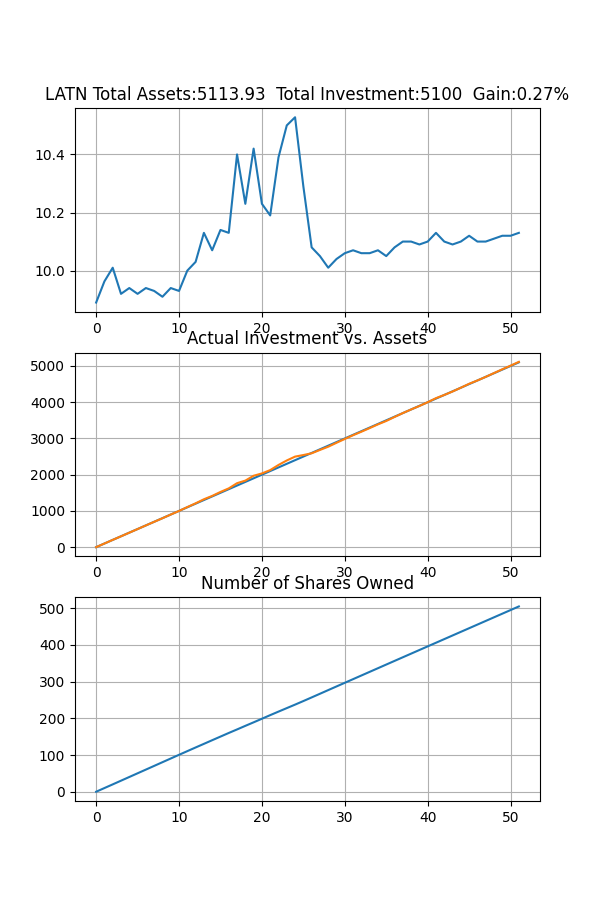 LATN Total Assets:5113.93  Total Investment:5100  Gain:0.27%
10.4
10.2
10.0
0 10 20 30 40 50
Actual Investment vs. Assets
5000
4000
3000
2000
1000
0
0 10 20 30 40 50
Number of Shares Owned
500
400
300
200
100
0
0 10 20 30 40 50